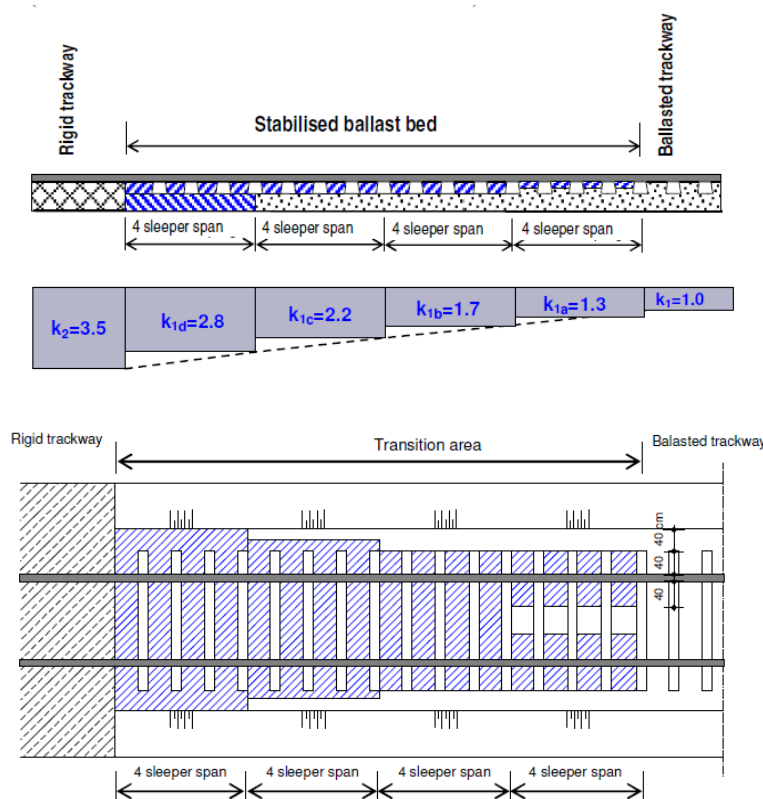 Rigid trackway
Stabilised ballast bed
Ballasted trackway
4 sleeper span
4 sleeper span
4 sleeper span
4 sleeper span
k2=3.5
k1d=2.8
k1c=2.2
k1b=1.7
k1a=1.3
k1=1.0
Rigid trackway
Transition area
Balasted trackway
40 cm
40
40
4 sleeper span
4 sleeper span
4 sleeper span
4 sleeper span